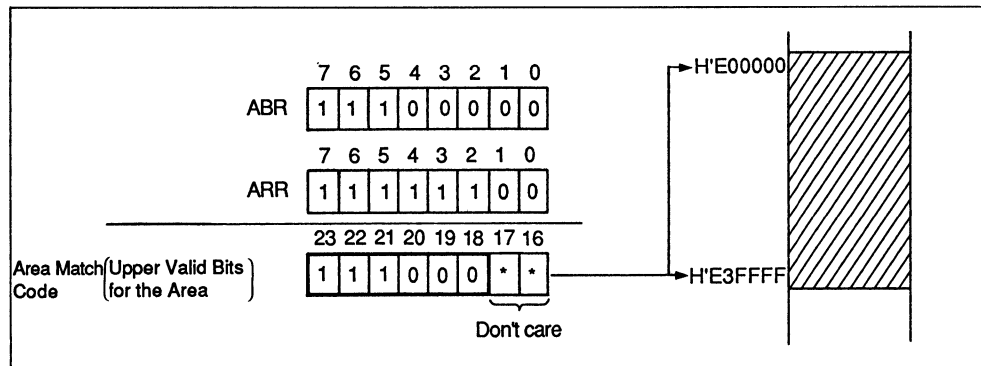 7 6 5 4 3 2 1 0
H'E00000
ABR 1 1 1 0 0 0 0 0
7 6 5 4 3 2 1 0
ARR 1 1 1 1 1 1 0 0
23 22 21 20 19 18 17 16
Area Match (Upper Valid Bits
Code for the Area)
1 1 1 0 0 0 * *
H'E3FFFF
Don't care